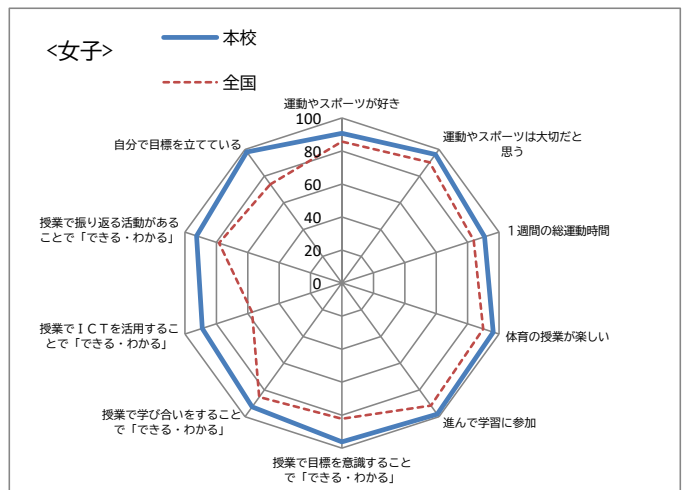 <女子>
本校
全国
運動やスポーツが好き
運動やスポーツは大切だと
思う
１週間の総運動時間
体育の授業が楽しい
進んで学習に参加
授業で目標を意識すること
で「できる・わかる」
授業で学び合いをすること
で「できる・わかる」
授業でＩＣＴを活用するこ
とで「できる・わかる」
授業で振り返る活動がある
ことで「できる・わかる」
自分で目標を立てている
100
80
60
40
20
0